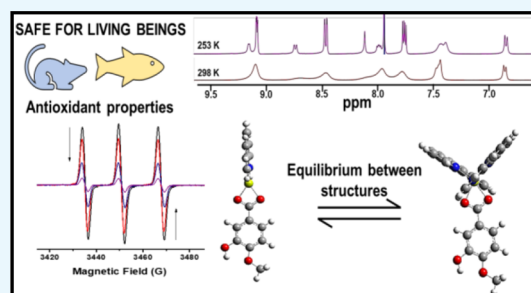 SAFE FOR LIVING BEINGS
253 K
298 K
9.5 9.0 8.5 8.0 7.5 7.0
ppm
Antioxidant properties
3420 3440 3460 3480
Magnetic Field (G)
Equilibrium between
structures